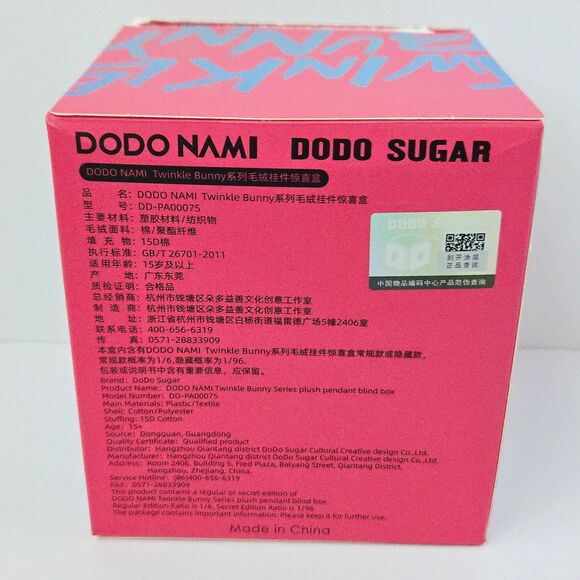 TWINKLE
BUNNY
DODO NAMI DODO SUGAR
DODO NAMI Twinkle Bunny系列毛绒挂件惊喜盒
品 名：DODO NAMI Twinkle Bunny系列毛绒挂件惊喜盒
型 号：DD-PA00075
主要材料：塑胶材料/纺织物
毛绒面料：棉/聚酯纤维
填 充 物：15D棉
执行标准：GB/T 26701-2011
适用年龄：15岁及以上
产 地：广东东莞
质检证明：合格品
总经销商：杭州市钱塘区朵多益善文化创意工作室
制 造 商：杭州市钱塘区朵多益善文化创意工作室
地 址：浙江省杭州市钱塘区白杨街道福雷德广场5幢2406室
联系电话：400-656-6319
传 真：0571-28833909
本盒内含有DODO NAMI Twinkle Bunny系列毛绒挂件惊喜盒常规款或隐藏款，
常规款概率为1/6,隐藏概率为1/96.
包装或说明书中含有重要信息，应保留。
Brand：DoDo Sugar
Product Name：DODO NAMI Twinkle Bunny Series plush pendant blind box
Model Number：DD-PA00075
Main Materials: Plastic/Textile
Shell: Cotton/Polyester
Stuffing: 15D Cotton
Age: 15+
Source：Dongguan, Guangdong
Quality Certificate：Qualified product
Distributor：Hangzhou Qiantang district DoDo Sugar Cultural Creative design Co.,Ltd.
Manufacturer：Hangzhou Qiantang district DoDo Sugar Cultural Creative design Co.,Ltd.
Address：Room 2406, Building 5, Fred Plaza, Baiyang Street, Qiantang District,
Hangzhou, Zhejiang, China.
Service Hotline：(86)400-656-6319
FAX：0571-28833909
This product contains a regular or secret edition of
DODO NAMI Twinkle Bunny Series plush pendant blind box
Regular Edition Ratio is 1/6, Secret Edition Ratio is 1/96.
The package contains important information. Please keep it for further use.
Made in China
DODO
刮开涂层
正品查询
中国物品编码中心产品防伪查询